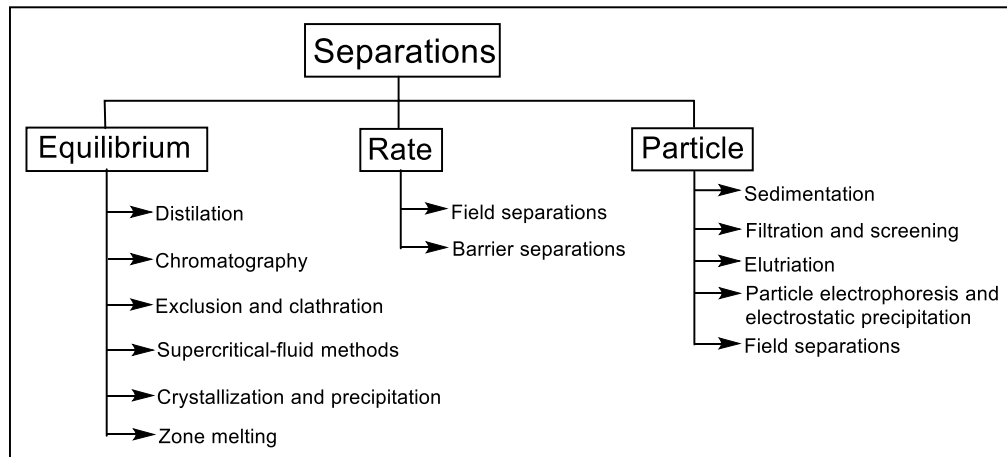 Separations
Equilibrium
Distilation
Chromatography
Exclusion and clathration
Supercritical-fluid methods
Crystallization and precipitation
Zone melting
Rate
Field separations
Barrier separations
Particle
Sedimentation
Filtration and screening
Elutriation
Particle electrophoresis and
electrostatic precipitation
Field separations